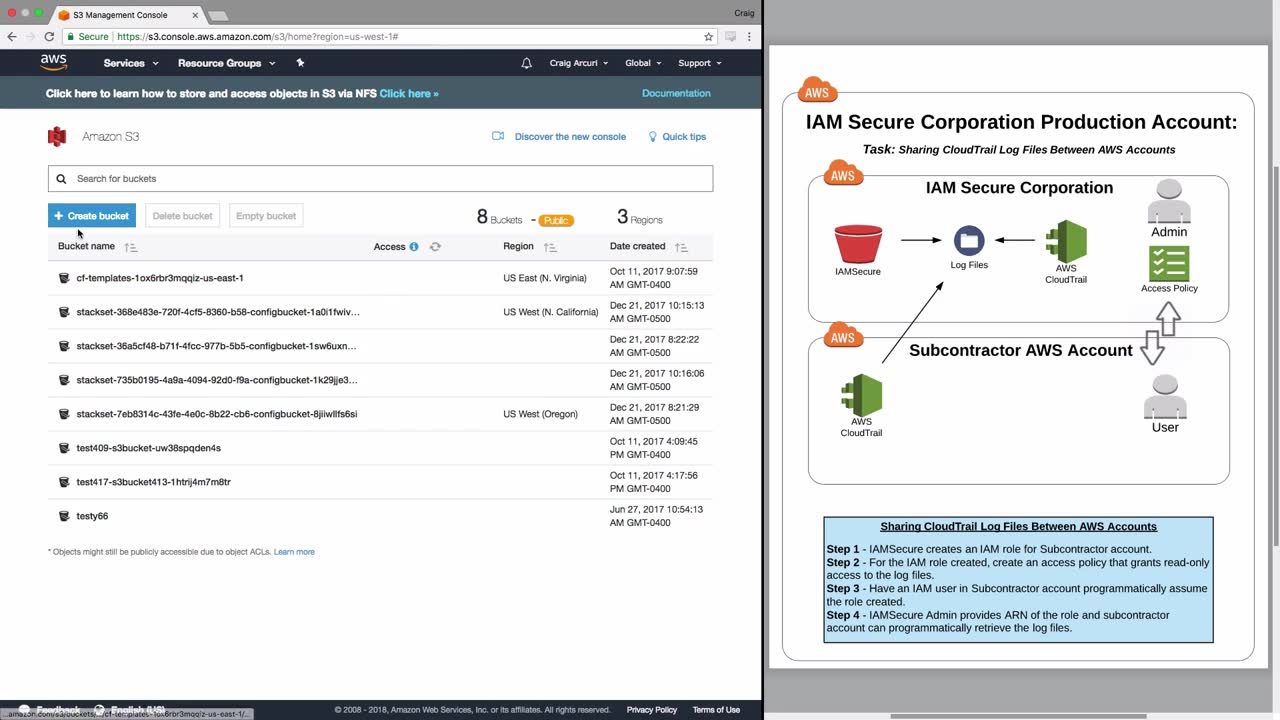 S3 Management Console
Craig
Secure
https://s3.console.aws.amazon.com/s3/home?region=us-west-1#
aws
Services
Resource Groups
Craig Arcuri
Global
Support
Click here to learn how to store and access objects in S3 via NFS Click here »
Documentation
Amazon S3
Discover the new console
Quick tips
Search for buckets
+ Create bucket
Delete bucket
Empty bucket
8 Buckets - Public
3 Regions
Bucket name
Access
Region
Date created
cf-templates-1ox6rbr3mqqiz-us-east-1
US East (N. Virginia)
Oct 11, 2017 9:07:59
AM GMT-0400
stackset-368e483e-720f-4cf5-8360-b58-configbucket-1a0i1fwiv...
US West (N. California)
Dec 21, 2017 10:15:13
AM GMT-0500
stackset-36a5cf48-b71f-4fcc-977b-5b5-configbucket-1sw6uxn...
Dec 21, 2017 8:22:22
AM GMT-0500
stackset-735b0195-4a9a-4094-92d0-f9a-configbucket-1k29jje3...
Dec 21, 2017 10:16:06
AM GMT-0500
stackset-7eb8314c-43fe-4e0c-8b22-cb6-configbucket-8jiiwllfs6si
US West (Oregon)
Dec 21, 2017 8:21:29
AM GMT-0500
test409-s3bucket-uw38spqden4s
Oct 11, 2017 4:09:45
PM GMT-0400
test417-s3bucket413-1htrij4m7m8tr
Oct 11, 2017 4:17:56
PM GMT-0400
testy66
Jun 27, 2017 10:54:13
AM GMT-0400
* Objects might still be publicly accessible due to object ACLs. Learn more
Feedback
English (US)
© 2008 - 2018, Amazon Web Services, Inc. or its affiliates. All rights reserved.
Privacy Policy
Terms of Use
AWS
IAM Secure Corporation Production Account:
Task: Sharing CloudTrail Log Files Between AWS Accounts
AWS
IAM Secure Corporation
IAMSecure
Log Files
AWS
CloudTrail
Admin
Access Policy
AWS
Subcontractor AWS Account
AWS
CloudTrail
User
Sharing CloudTrail Log Files Between AWS Accounts
Step 1 - IAMSecure creates an IAM role for Subcontractor account.
Step 2 - For the IAM role created, create an access policy that grants read-only
access to the log files.
Step 3 - Have an IAM user in Subcontractor account programmatically assume
the role created.
Step 4 - IAMSecure Admin provides ARN of the role and subcontractor
account can programmatically retrieve the log files.